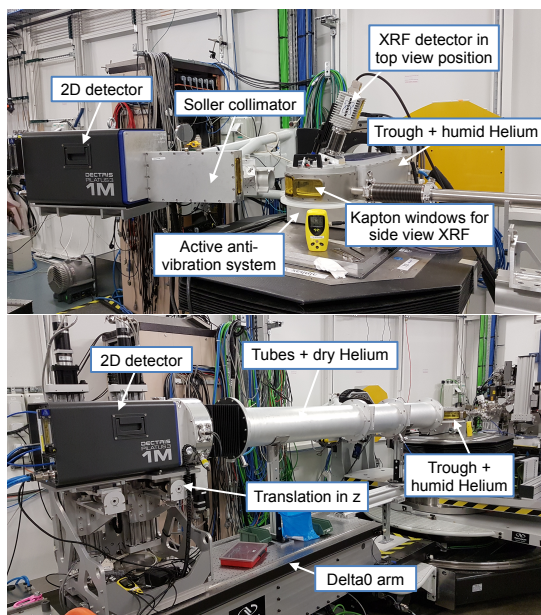 XRF detector in
top view position
2D detector
Soller collimator
Trough + humid Helium
DECTRIS
PILATUS3
1M
Kapton windows for
side view XRF
Active anti-
vibration system
Tubes + dry Helium
2D detector
DECTRIS
PILATUS3
1M
Trough +
humid Helium
Translation in z
Delta0 arm